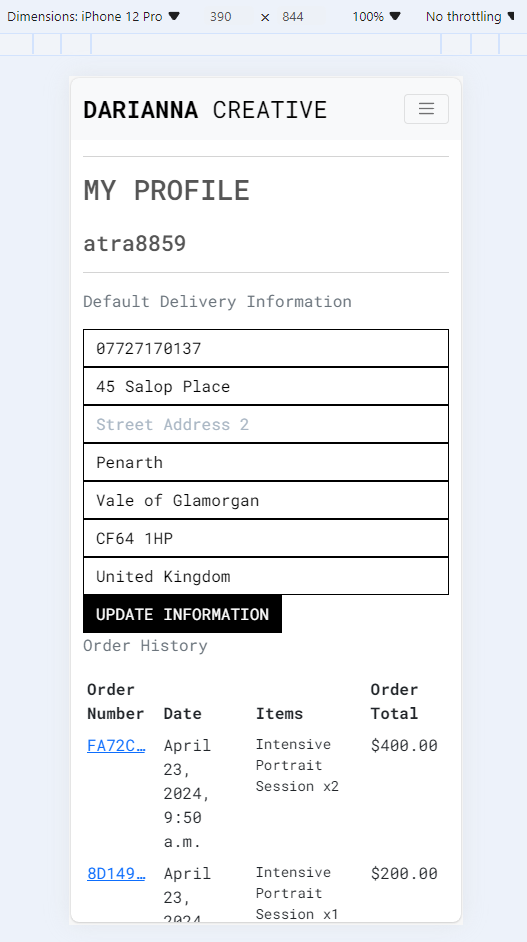 Dimensions: iPhone 12 Pro 390 × 844 100% No throttling
DARIANNA CREATIVE
MY PROFILE
atra8859
Default Delivery Information
07727170137
45 Salop Place
Street Address 2
Penarth
Vale of Glamorgan
CF64 1HP
United Kingdom
UPDATE INFORMATION
Order History
Order Number Date Items Order Total
FA72C… April 23, 2024, 9:50 a.m. Intensive Portrait Session x2 $400.00
8D149… April 23, 2024 Intensive Portrait Session x1 $200.00